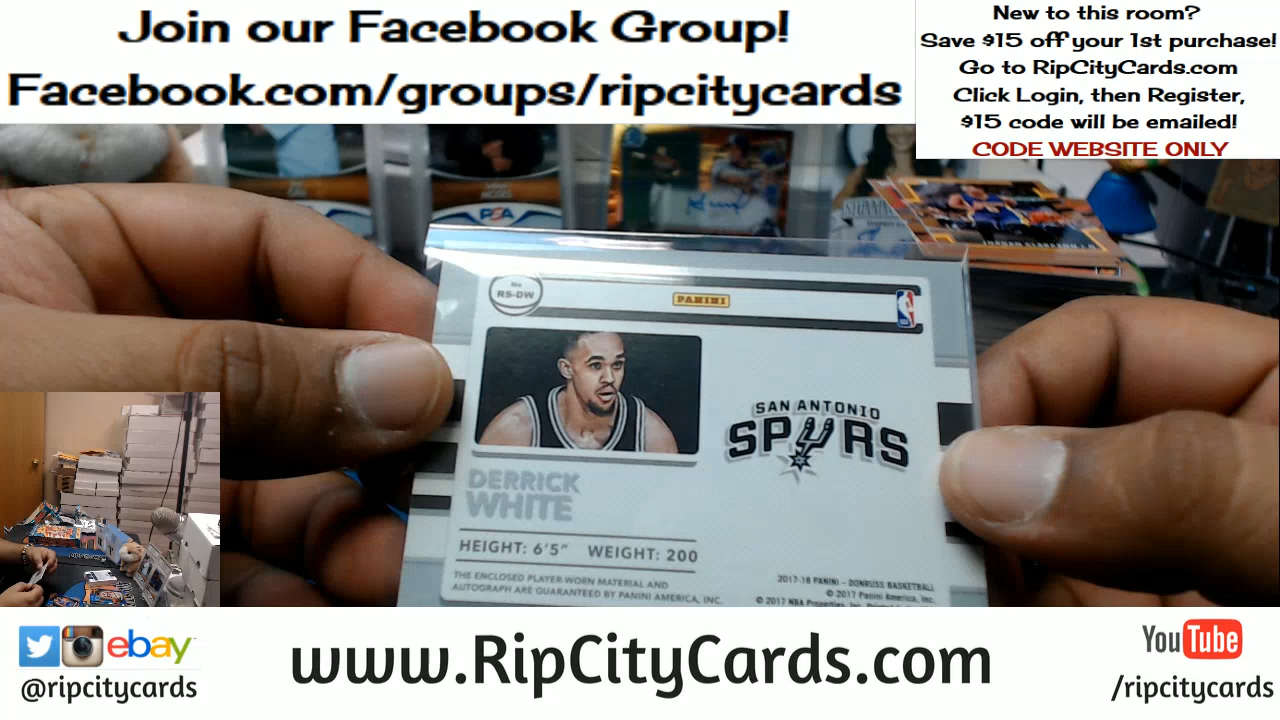 Join our Facebook Group!
Facebook.com/groups/ripcitycards
New to this room?
Save $15 off your 1st purchase!
Go to RipCityCards.com
Click Login, then Register,
$15 code will be emailed!
CODE WEBSITE ONLY
PSA
No
RS-DW
PANINI
SAN ANTONIO
SPURS
DERRICK
WHITE
HEIGHT: 6'5" WEIGHT: 200
THE ENCLOSED PLAYER-WORN MATERIAL AND
AUTOGRAPH ARE GUARANTEED BY PANINI AMERICA, INC.
2017-18 PANINI - DONRUSS BASKETBALL
© 2017 Panini America, Inc.
© 2017 NBA Properties, Inc.
ebay
@ripcitycards
www.RipCityCards.com
YouTube
/ripcitycards